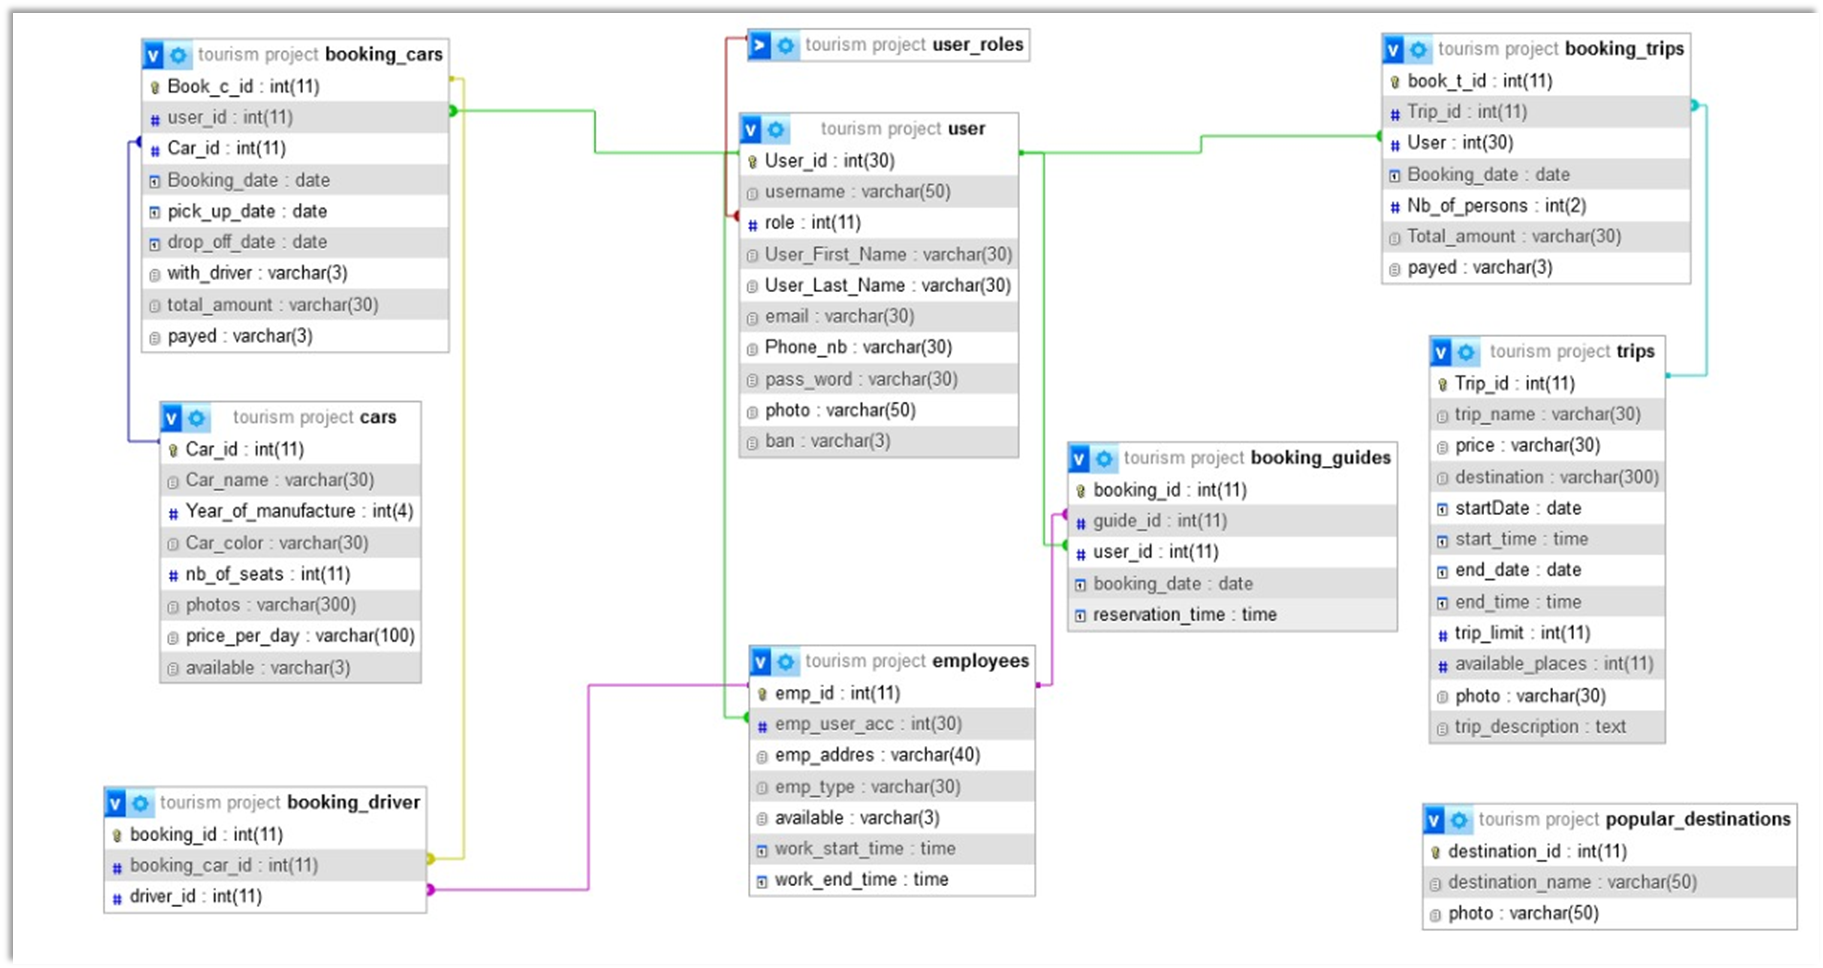 tourism project booking_cars
Book_c_id : int(11)
user_id : int(11)
Car_id : int(11)
Booking_date : date
pick_up_date : date
drop_off_date : date
with_driver : varchar(3)
total_amount : varchar(30)
payed : varchar(3)
tourism project cars
Car_id : int(11)
Car_name : varchar(30)
Year_of_manufacture : int(4)
Car_color : varchar(30)
nb_of_seats : int(11)
photos : varchar(300)
price_per_day : varchar(100)
available : varchar(3)
tourism project booking_driver
booking_id : int(11)
booking_car_id : int(11)
driver_id : int(11)
tourism project user_roles
tourism project user
User_id : int(30)
username : varchar(50)
role : int(11)
User_First_Name : varchar(30)
User_Last_Name : varchar(30)
email : varchar(30)
Phone_nb : varchar(30)
pass_word : varchar(30)
photo : varchar(50)
ban : varchar(3)
tourism project employees
emp_id : int(11)
emp_user_acc : int(30)
emp_addres : varchar(40)
emp_type : varchar(30)
available : varchar(3)
work_start_time : time
work_end_time : time
tourism project booking_guides
booking_id : int(11)
guide_id : int(11)
user_id : int(11)
booking_date : date
reservation_time : time
tourism project booking_trips
book_t_id : int(11)
Trip_id : int(11)
User : int(30)
Booking_date : date
Nb_of_persons : int(2)
Total_amount : varchar(30)
payed : varchar(3)
tourism project trips
Trip_id : int(11)
trip_name : varchar(30)
price : varchar(30)
destination : varchar(300)
startDate : date
start_time : time
end_date : date
end_time : time
trip_limit : int(11)
available_places : int(11)
photo : varchar(30)
trip_description : text
tourism project popular_destinations
destination_id : int(11)
destination_name : varchar(50)
photo : varchar(50)